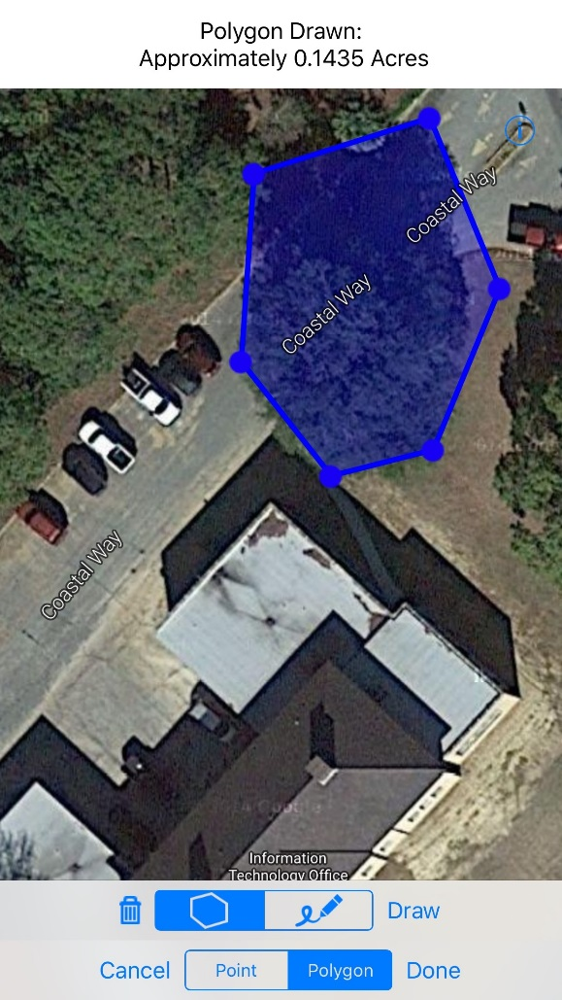 Polygon Drawn:
Approximately 0.1435 Acres
Coastal Way
Coastal Way
Coastal Way
Information
Technology Office
Draw
Cancel
Point
Polygon
Done